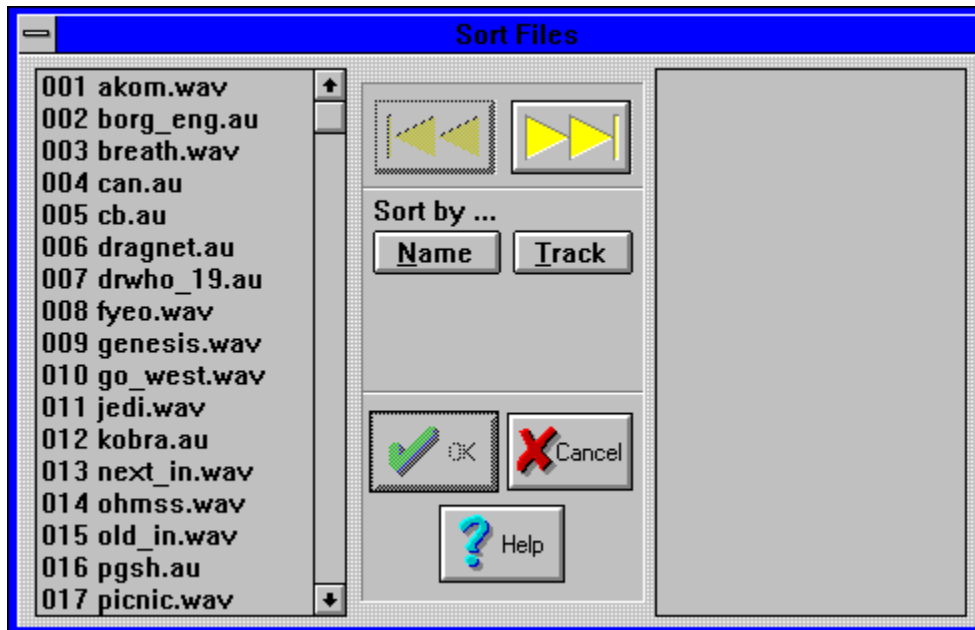 Sort Files
001 akom.wav
002 borg_eng.au
003 breath.wav
004 can.au
005 cb.au
006 dragnet.au
007 drwho_19.au
008 fyeo.wav
009 genesis.wav
010 go_west.wav
011 jedi.wav
012 kobra.au
013 next_in.wav
014 ohmss.wav
015 old_in.wav
016 pgsh.au
017 picnic.wav
Sort by ...
Name Track
OK Cancel
Help